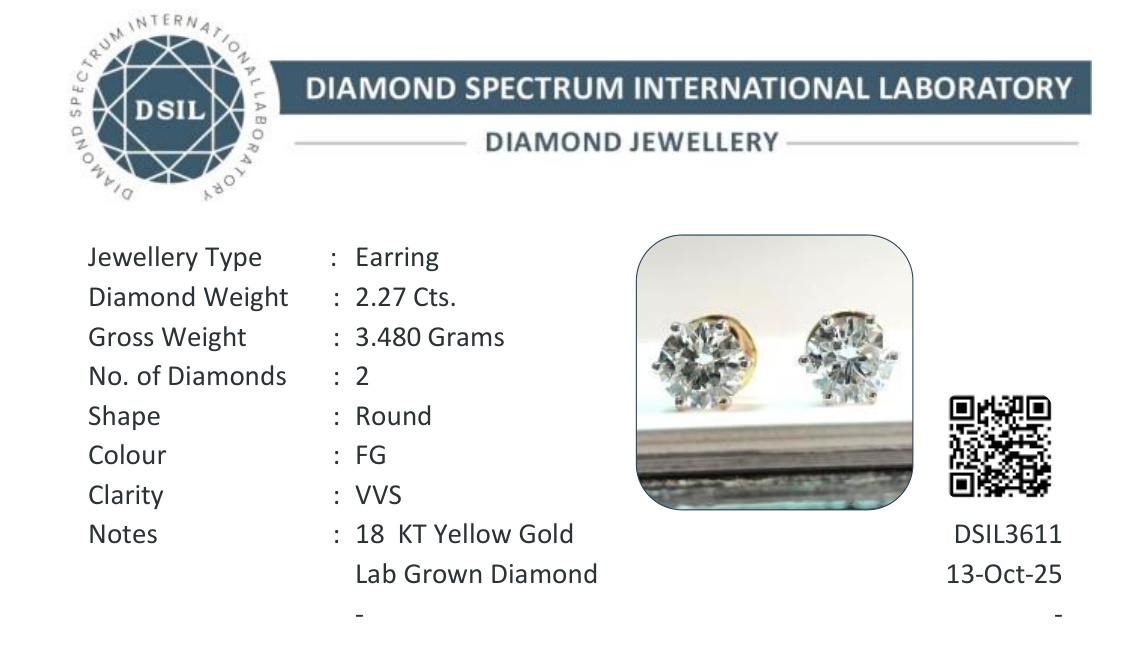 DIAMOND SPECTRUM INTERNATIONAL LABORATORY
DSIL
DIAMOND SPECTRUM INTERNATIONAL LABORATORY
DIAMOND JEWELLERY
Jewellery Type : Earring
Diamond Weight : 2.27 Cts.
Gross Weight : 3.480 Grams
No. of Diamonds : 2
Shape : Round
Colour : FG
Clarity : VVS
Notes : 18 KT Yellow Gold
DSIL3611
Lab Grown Diamond
13-Oct-25
-
-